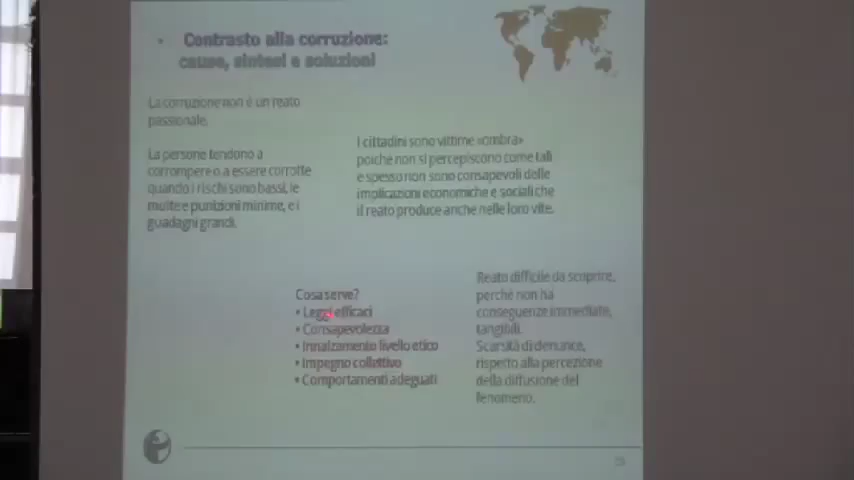 • Contrasto alla corruzione:
cause, sintesi e soluzioni
La corruzione non è un reato
passionale.
La persone tendono a
corrompere o a essere corrotte
quando i rischi sono bassi, le
multe e punizioni minime, e i
guadagni grandi.
I cittadini sono vittime «ombra»
poiché non si percepiscono come tali
e spesso non sono consapevoli delle
implicazioni economiche e sociali che
il reato produce anche nelle loro vite.
Cosa serve?
• Leggi efficaci
• Consapevolezza
• Innalzamento livello etico
• Impegno collettivo
• Comportamenti adeguati
Reato difficile da scoprire,
perché non ha
conseguenze immediate,
tangibili.
Scarsità di denunce,
rispetto alla percezione
della diffusione del
fenomeno.